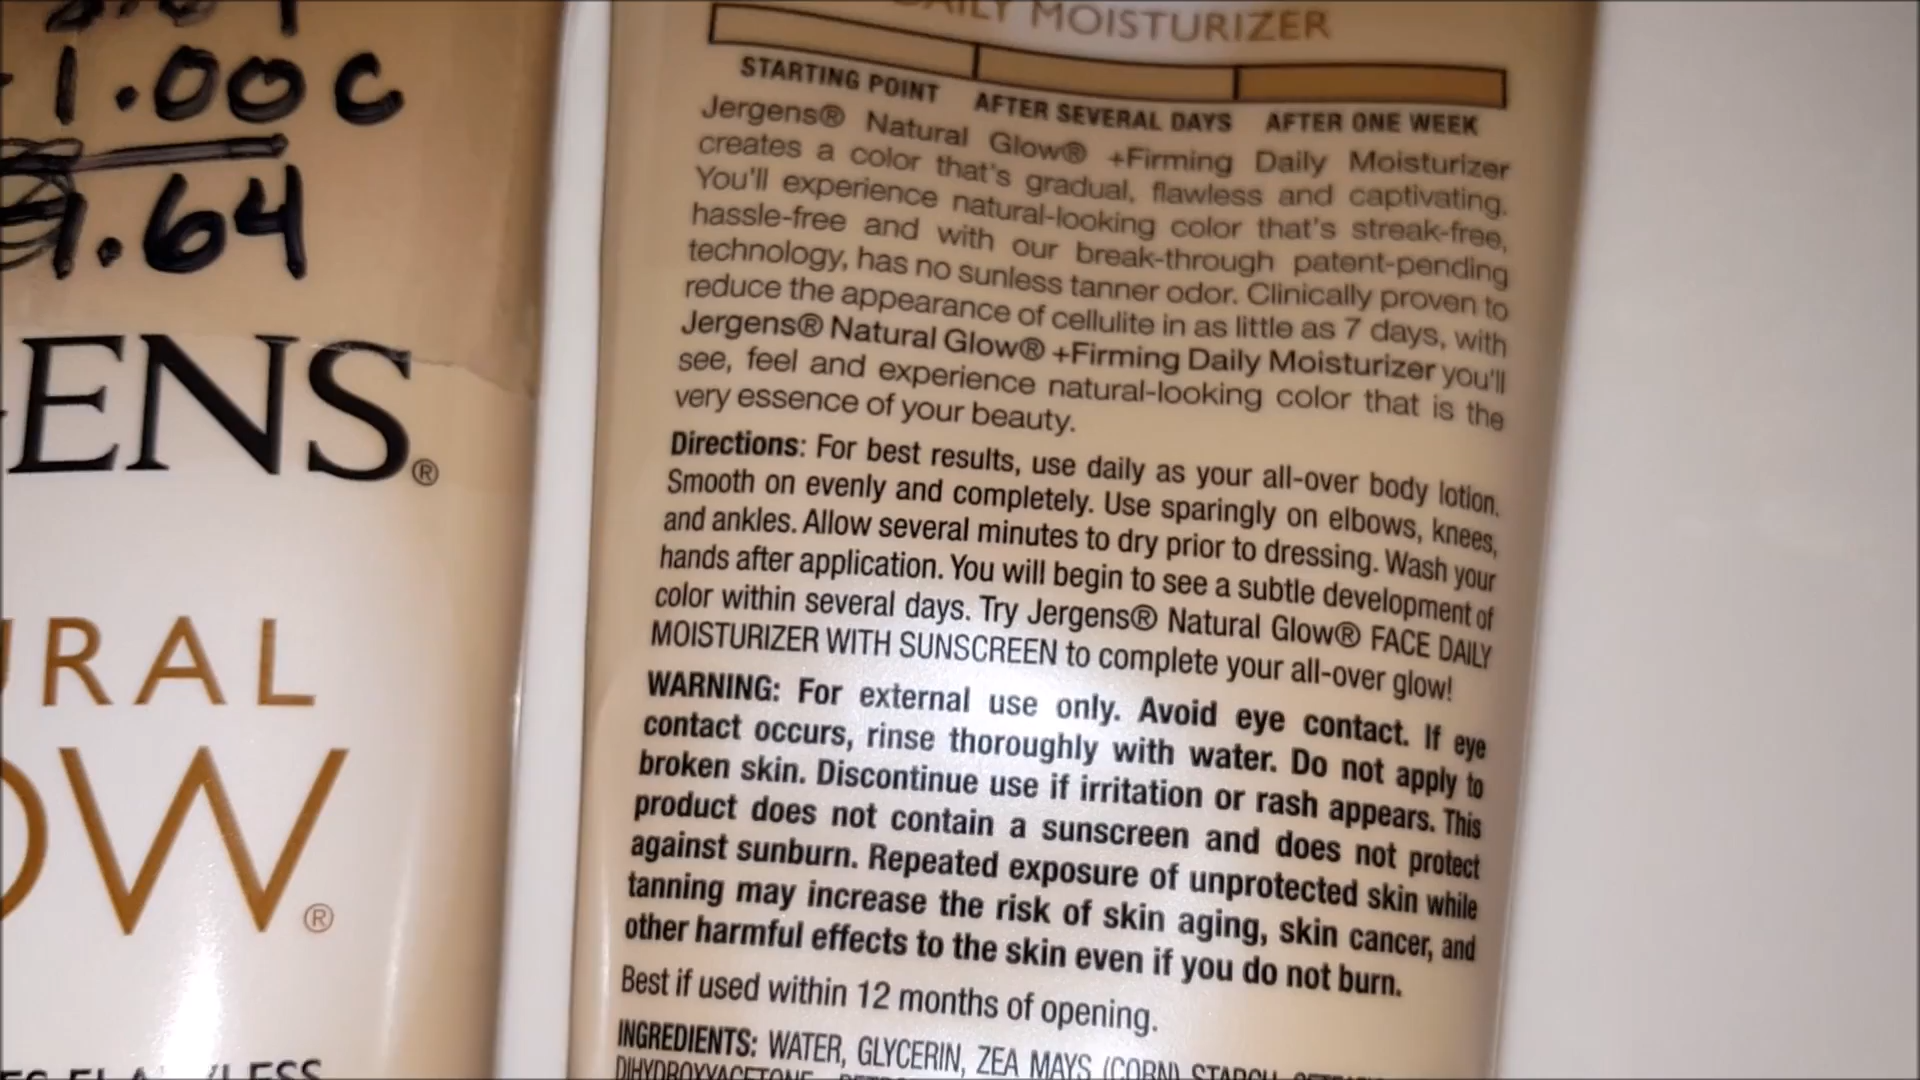 1.00 C
1.64
ENS®
URAL
OW®
DAILY MOISTURIZER
STARTING POINT AFTER SEVERAL DAYS AFTER ONE WEEK
Jergens® Natural Glow® +Firming Daily Moisturizer
creates a color that's gradual, flawless and captivating.
You'll experience natural-looking color that's streak-free,
hassle-free and with our break-through patent-pending
technology, has no sunless tanner odor. Clinically proven to
reduce the appearance of cellulite in as little as 7 days, with
Jergens® Natural Glow® +Firming Daily Moisturizer you'll
see, feel and experience natural-looking color that is the
very essence of your beauty.
Directions: For best results, use daily as your all-over body lotion.
Smooth on evenly and completely. Use sparingly on elbows, knees,
and ankles. Allow several minutes to dry prior to dressing. Wash your
hands after application. You will begin to see a subtle development of
color within several days. Try Jergens® Natural Glow® FACE DAILY
MOISTURIZER WITH SUNSCREEN to complete your all-over glow!
WARNING: For external use only. Avoid eye contact. If eye
contact occurs, rinse thoroughly with water. Do not apply to
broken skin. Discontinue use if irritation or rash appears. This
product does not contain a sunscreen and does not protect
against sunburn. Repeated exposure of unprotected skin while
tanning may increase the risk of skin aging, skin cancer, and
other harmful effects to the skin even if you do not burn.
Best if used within 12 months of opening.
INGREDIENTS: WATER, GLYCERIN, ZEA MAYS (CORN) STARCH,
DIHYDROXYACETONE,